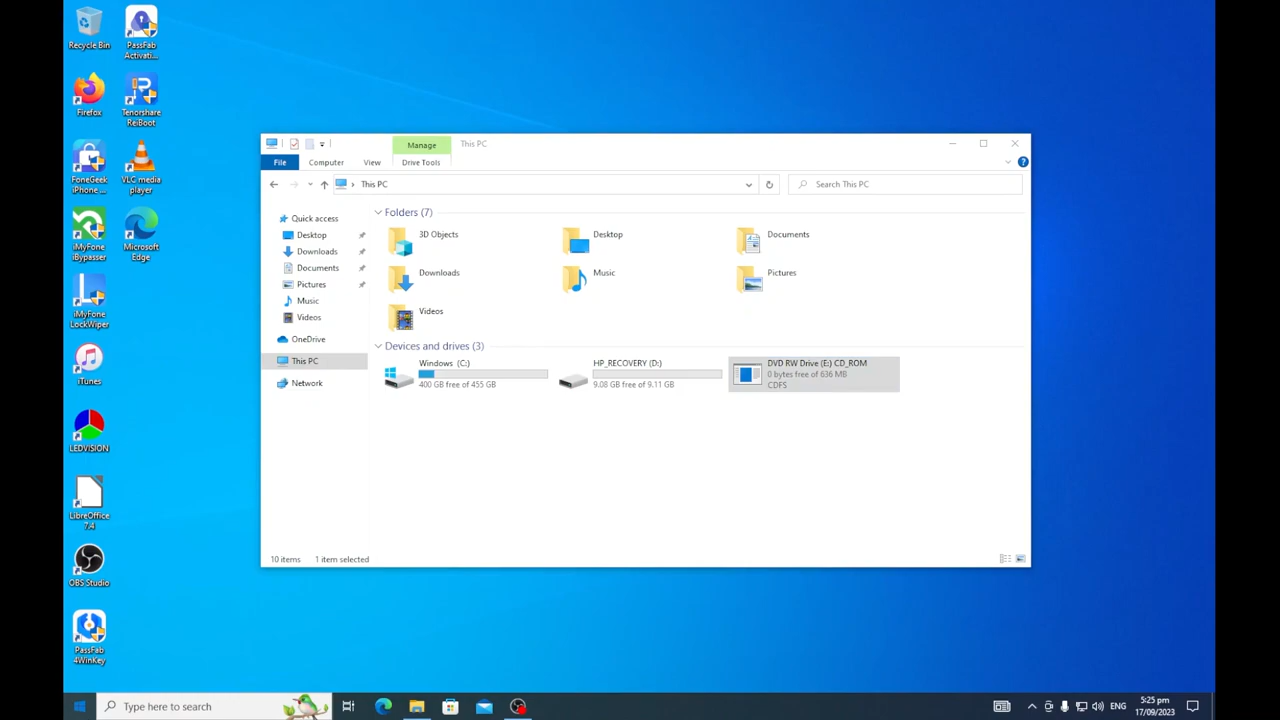 Recycle Bin
PassFab
Activati...
Firefox
Tenorshare
ReiBoot
FoneGeek
iPhone ...
VLC media
player
iMyFone
iBypasser
Microsoft
Edge
iMyFone
LockWiper
iTunes
LEDVISION
LibreOffice
7.4
OBS Studio
PassFab
4WinKey
Manage
This PC
File
Computer
View
Drive Tools
This PC
Search This PC
Quick access
Desktop
Downloads
Documents
Pictures
Music
Videos
OneDrive
This PC
Network
Folders (7)
3D Objects
Desktop
Documents
Downloads
Music
Pictures
Videos
Devices and drives (3)
Windows (C:)
400 GB free of 455 GB
HP_RECOVERY (D:)
9.08 GB free of 9.11 GB
DVD RW Drive (E:) CD_ROM
0 bytes free of 636 MB
CDFS
10 items
1 item selected
Type here to search
ENG
5:25 pm
17/09/2023